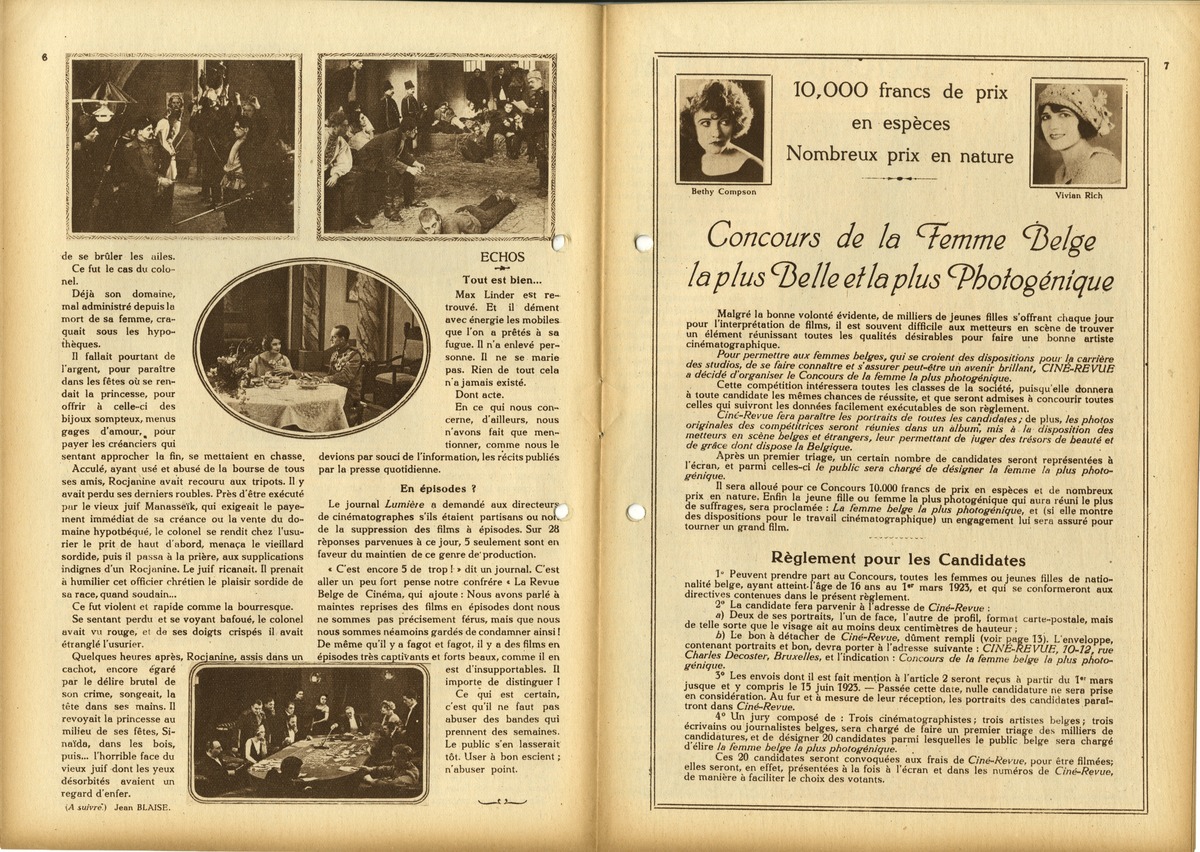 6
de se brûler les ailes.
Ce fut le cas du colo-
nel.
Déjà son domaine,
mal administré depuis la
mort de sa femme, cra-
quait sous les hypo-
thèques.
Il fallait pourtant de
l'argent, pour paraître
dans les fêtes où se ren-
dait la princesse, pour
offrir à celle-ci des
bijoux sompteux, menus
gages d'amour, pour
payer les créanciers qui
sentant approcher la fin, se mettaient en chasse.
Acculé, ayant usé et abusé de la bourse de tous
ses amis, Rocjanine avait recouru aux tripots. Il y
avait perdu ses derniers roubles. Près d'être exécuté
par le vieux juif Manasseïk, qui exigeait le paye-
ment immédiat de sa créance ou la vente du do-
maine hypothéqué, le colonel se rendit chez l'usu-
rier le prit de haut d'abord, menaça le vieillard
sordide, puis il passa à la prière, aux supplications
indignes d'un Rocjanine. Le juif ricanait. Il prenait
à humilier cet officier chrétien le plaisir sordide de
sa race, quand soudain...
Ce fut violent et rapide comme la bourresque.
Se sentant perdu et se voyant bafoué, le colonel
avait vu rouge, et de ses doigts crispés il avait
étranglé l'usurier.
Quelques heures après, Rocjanine, assis dans un
cachot, encore égaré
par le délire brutal de
son crime, songeait, la
tête dans ses mains. Il
revoyait la princesse au
milieu de ses fêtes, Si-
naïda, dans les bois,
puis... l'horrible face du
vieux juif dont les yeux
désorbités avaient un
regard d'enfer.
(A suivre.) Jean BLAISE.
ECHOS
Tout est bien...
Max Linder est re-
trouvé. Et il dément
avec énergie les mobiles
que l'on a prêtés à sa
fugue. Il n'a enlevé per-
sonne. Il ne se marie
pas. Rien de tout cela
n'a jamais existé.
Dont acte.
En ce qui nous con-
cerne, d'ailleurs, nous
n'avons fait que men-
tionner, comme nous le
devions par souci de l'information, les récits publiés
par la presse quotidienne.
En épisodes ?
Le journal Lumière a demandé aux directeurs
de cinématographes s'ils étaient partisans ou non
de la suppression des films à épisodes. Sur 28
rèponses parvenues à ce jour, 5 seulement sont en
faveur du maintien de ce genre de production.
« C'est encore 5 de trop ! » dit un journal. C'est
aller un peu fort pense notre confrère « La Revue
Belge de Cinéma, qui ajoute : Nous avons parlé à
maintes reprises des films en épisodes dont nous
ne sommes pas précisement férus, mais que nous
nous sommes néamoins gardés de condamner ainsi !
De même qu'il y a fagot et fagot, il y a des films en
épisodes très captivants et forts beaux, comme il en
est d'insupportables. Il
importe de distinguer !
Ce qui est certain,
c'est qu'il ne faut pas
abuser des bandes qui
prennent des semaines.
Le public s'en lasserait
tôt. User à bon escient ;
n'abuser point.
7
10,000 francs de prix
en espèces
Nombreux prix en nature
Bethy Compson
Vivian Rich
Concours de la Femme Belge
la plus Belle et la plus Photogénique
Malgré la bonne volonté évidente, de milliers de jeunes filles s'offrant chaque jour
pour l'interprétation de films, il est souvent difficile aux metteurs en scène de trouver
un élément réunissant toutes les qualités désirables pour faire une bonne artiste
cinématographique.
Pour permettre aux femmes belges, qui se croient des dispositions pour la carrière
des studios, de se faire connaître et s'assurer peut-être un avenir brillant, CINÉ-REVUE
a décidé d'organiser le Concours de la femme la plus photogénique.
Cette compétition intéressera toutes les classes de la société, puisqu'elle donnera
à toute candidate les mêmes chances de réussite, et que seront admises à concourir toutes
celles qui suivront les données facilement exécutables de son règlement.
Ciné-Revue fera paraître les portraits de toutes les candidates; de plus, les photos
originales des compétitrices seront réunies dans un album, mis à la disposition des
metteurs en scène belges et étrangers, leur permettant de juger des trésors de beauté et
de grâce dont dispose la Belgique.
Après un premier triage, un certain nombre de candidates seront représentées à
l'écran, et parmi celles-ci le public sera chargé de désigner la femme la plus photo-
génique.
Il sera alloué pour ce Concours 10.000 francs de prix en espèces et de nombreux
prix en nature. Enfin la jeune fille ou femme la plus photogénique qui aura réuni le plus
de suffrages, sera proclamée : La femme belge la plus photogénique, et (si elle montre
des dispositions pour le travail cinématographique) un engagement lui sera assuré pour
tourner un grand film.
Règlement pour les Candidates
1° Peuvent prendre part au Concours, toutes les femmes ou jeunes filles de natio-
nalité belge, ayant atteint l'âge de 16 ans au 1er mars 1923, et qui se conformeront aux
directives contenues dans le présent règlement.
2° La candidate fera parvenir à l'adresse de Ciné-Revue :
a) Deux de ses portraits, l'un de face, l'autre de profil, format carte-postale, mais
de telle sorte que le visage ait au moins deux centimètres de hauteur ;
b) Le bon à détacher de Ciné-Revue, dûment rempli (voir page 13). L'enveloppe,
contenant portraits et bon, devra porter à l'adresse suivante : CINÉ-REVUE, 10-12, rue
Charles Decoster, Bruxelles, et l'indication : Concours de la femme belge la plus photo-
génique.
3° Les envois dont il est fait mention à l'article 2 seront reçus à partir du 1er mars
jusque et y compris le 15 juin 1923. — Passée cette date, nulle candidature ne sera prise
en considération. Au fur et à mesure de leur réception, les portraits des candidates paraî-
tront dans Ciné-Revue.
4° Un jury composé de : Trois cinématographistes ; trois artistes belges ; trois
écrivains ou journalistes belges, sera chargé de faire un premier triage des milliers de
candidatures, et de désigner 20 candidates parmi lesquelles le public belge sera chargé
d'élire la femme belge la plus photogénique.
Ces 20 candidates seront convoquées aux frais de Ciné-Revue, pour être filmées;
elles seront, en effet, présentées à la fois à l'écran et dans les numéros de Ciné-Revue,
de manière à faciliter le choix des votants.